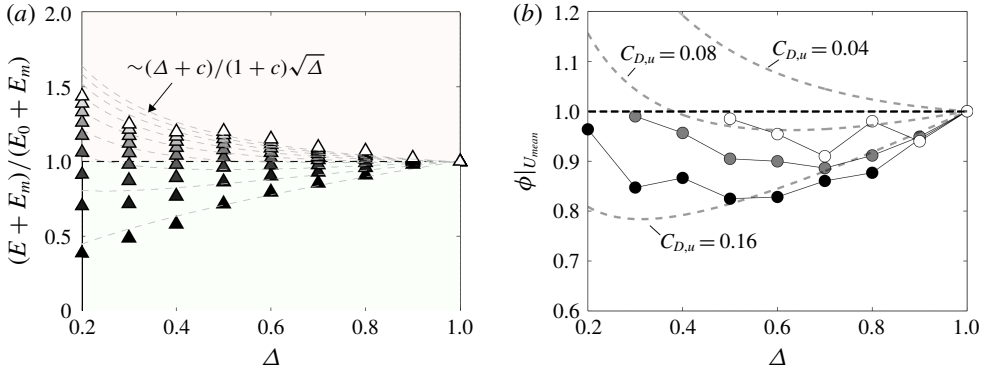 (a)
(E + E_m)/(E_0 + E_m)
2.0
1.5
1.0
0.5
0
~(Δ + c)/(1 + c)√Δ
0.2
0.4
0.6
0.8
1.0
Δ
(b)
ϕ|U_mean
1.2
1.1
1.0
0.9
0.8
0.7
0.6
C_{D,u} = 0.08
C_{D,u} = 0.04
C_{D,u} = 0.16
0.2
0.4
0.6
0.8
1.0
Δ